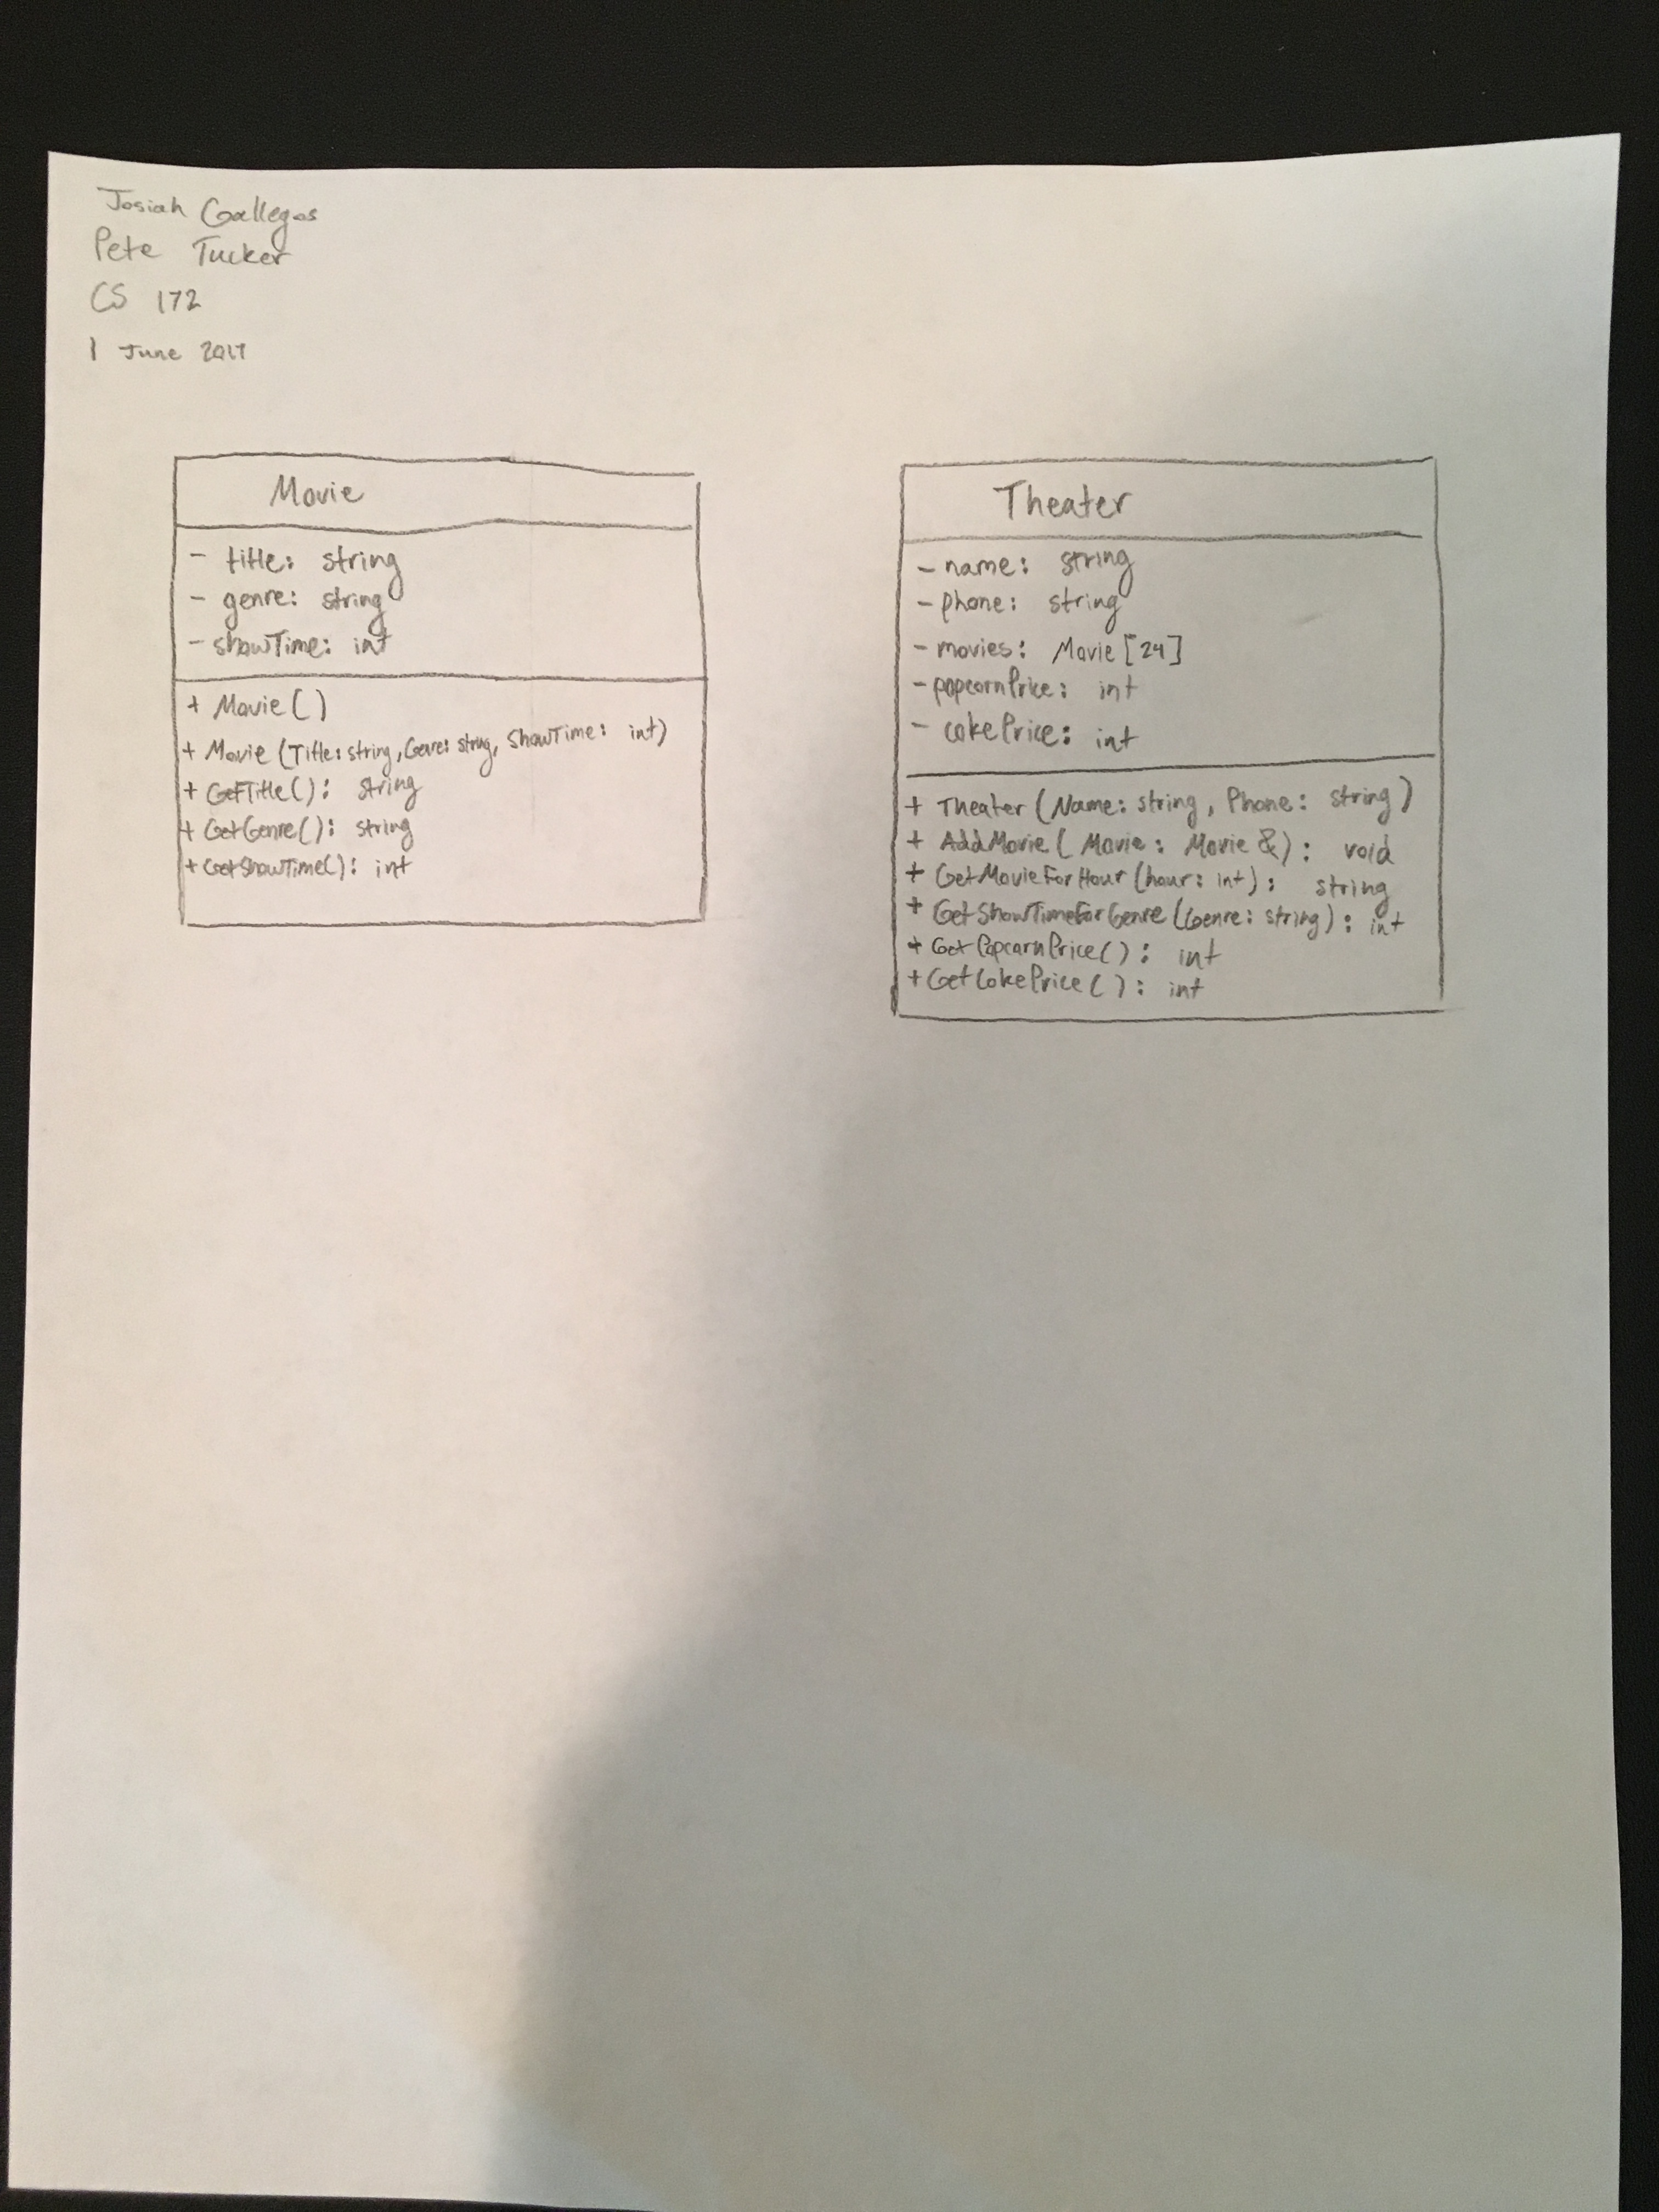 Josiah Gallegos
Pete Tucker
CS 172
1 June 2017
Movie
- title: string
- genre: string
- showTime: int
+ Movie()
+ Movie (Title: string, Genre: string, ShowTime: int)
+ GetTitle(): string
+ GetGenre(): string
+ GetShowTime(): int
Theater
- name: string
- phone: string
- movies: Movie [24]
- popcornPrice: int
- cokePrice: int
+ Theater (Name: string, Phone: string)
+ AddMovie (Movie: Movie &): void
+ GetMovieForHour (hour: int): string
+ GetShowTimeForGenre (Genre: string): int
+ GetPopcornPrice(): int
+ GetCokePrice(): int